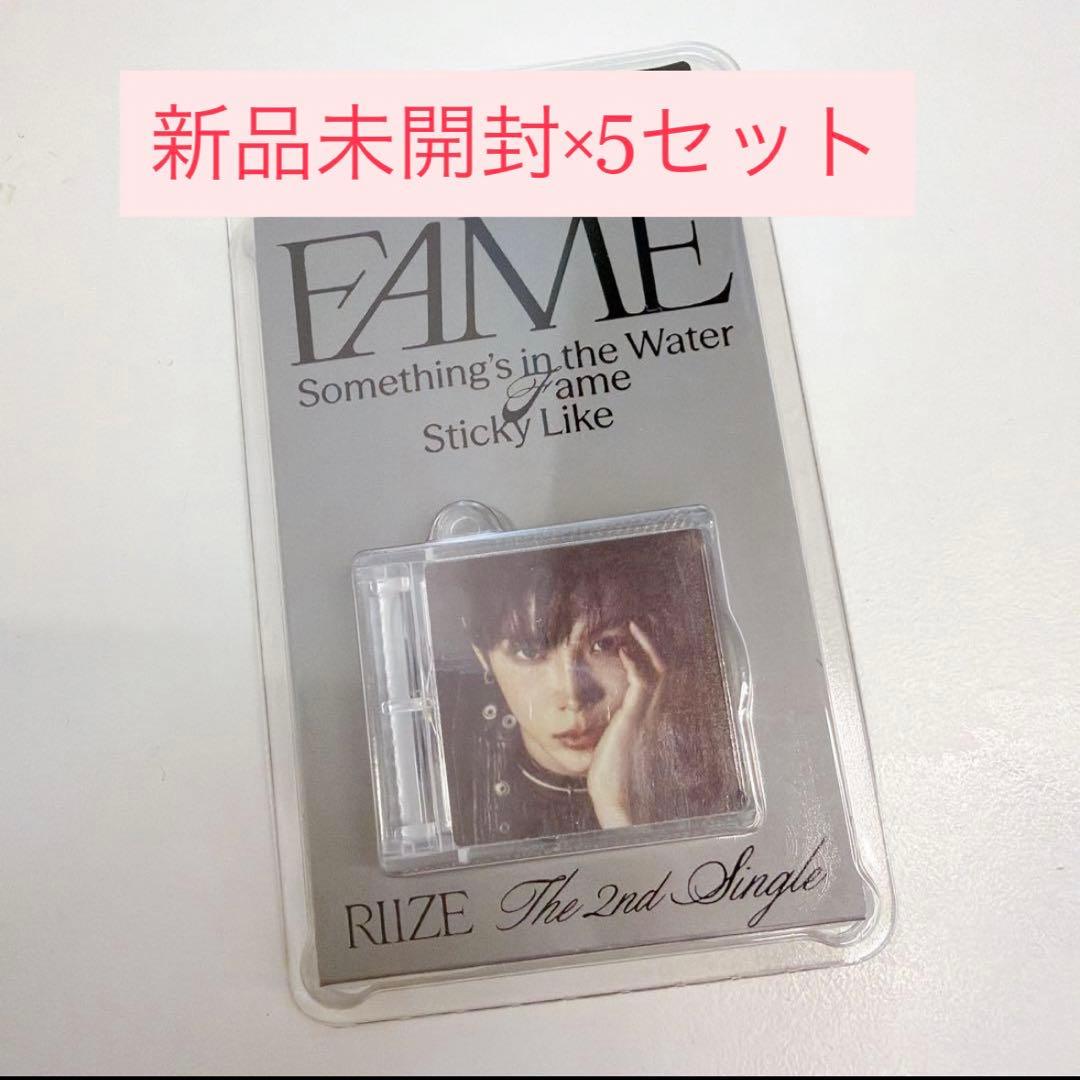 新品未開封×5セット
FAME
Something's in the Water
Fame
Sticky Like
RIIZE The 2nd Single